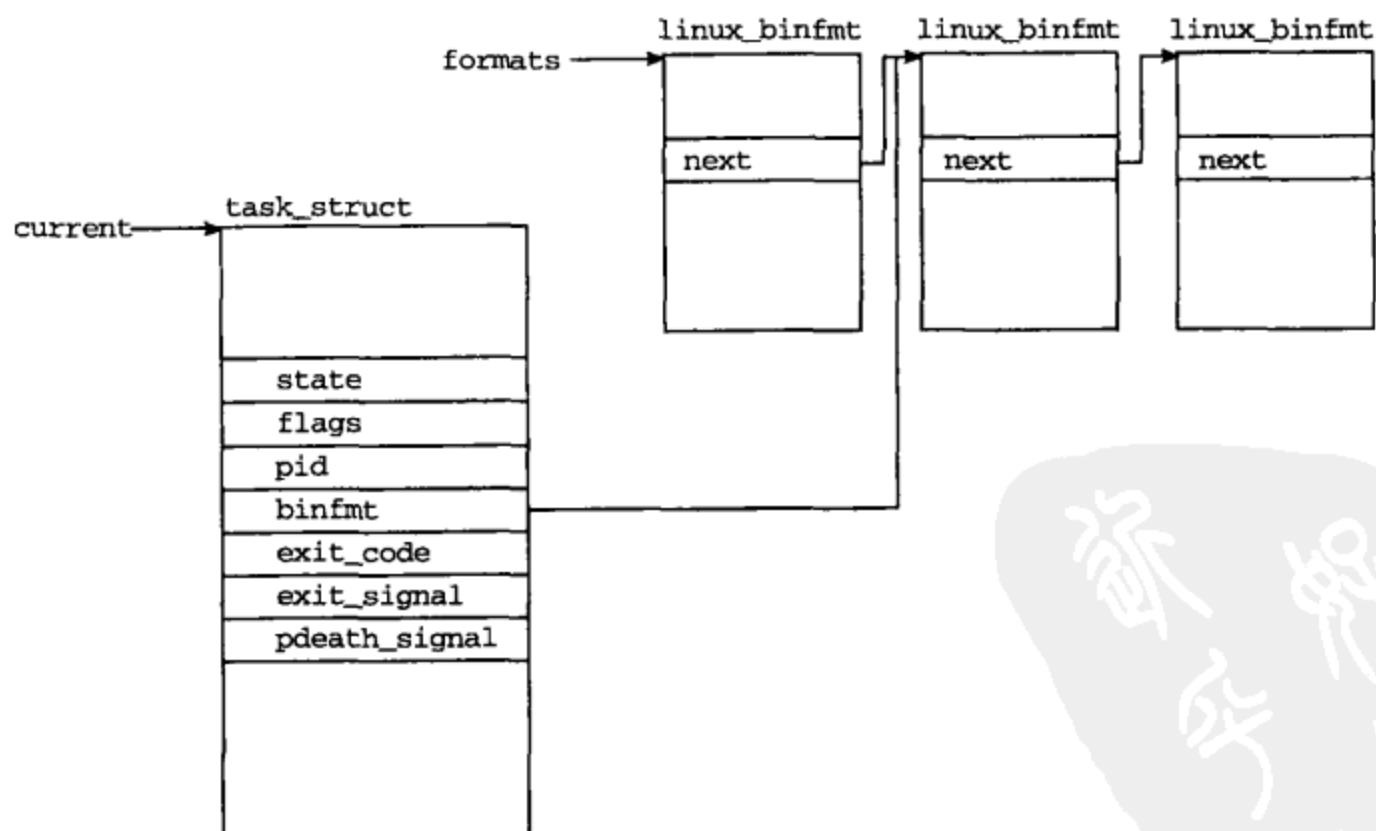 linux_binfmt linux_binfmt linux_binfmt
formats
next next next
task_struct
current
state
flags
pid
binfmt
exit_code
exit_signal
pdeath_signal